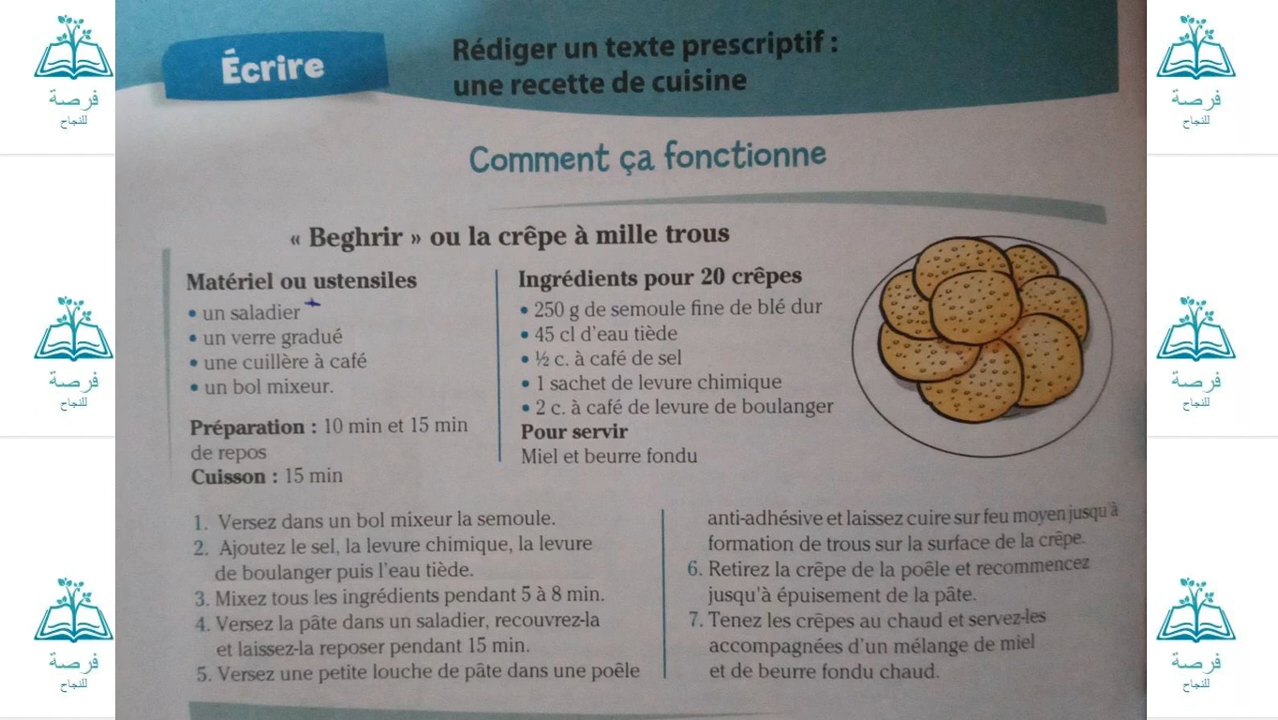 Écrire
Rédiger un texte prescriptif :
une recette de cuisine
Comment ça fonctionne
« Beghrir » ou la crêpe à mille trous
Matériel ou ustensiles
• un saladier
• un verre gradué
• une cuillère à café
• un bol mixeur.
Préparation : 10 min et 15 min
de repos
Cuisson : 15 min
Ingrédients pour 20 crêpes
• 250 g de semoule fine de blé dur
• 45 cl d'eau tiède
• ½ c. à café de sel
• 1 sachet de levure chimique
• 2 c. à café de levure de boulanger
Pour servir
Miel et beurre fondu
1. Versez dans un bol mixeur la semoule.
2. Ajoutez le sel, la levure chimique, la levure
de boulanger puis l'eau tiède.
3. Mixez tous les ingrédients pendant 5 à 8 min.
4. Versez la pâte dans un saladier, recouvrez-la
et laissez-la reposer pendant 15 min.
5. Versez une petite louche de pâte dans une poêle
anti-adhésive et laissez cuire sur feu moyen jusqu'à
formation de trous sur la surface de la crêpe.
6. Retirez la crêpe de la poêle et recommencez
jusqu'à épuisement de la pâte.
7. Tenez les crêpes au chaud et servez-les
accompagnées d'un mélange de miel
et de beurre fondu chaud.
فرصة
للنجاح
فرصة
للنجاح
فرصة
للنجاح
فرصة
للنجاح
فرصة
للنجاح
فرصة
للنجاح